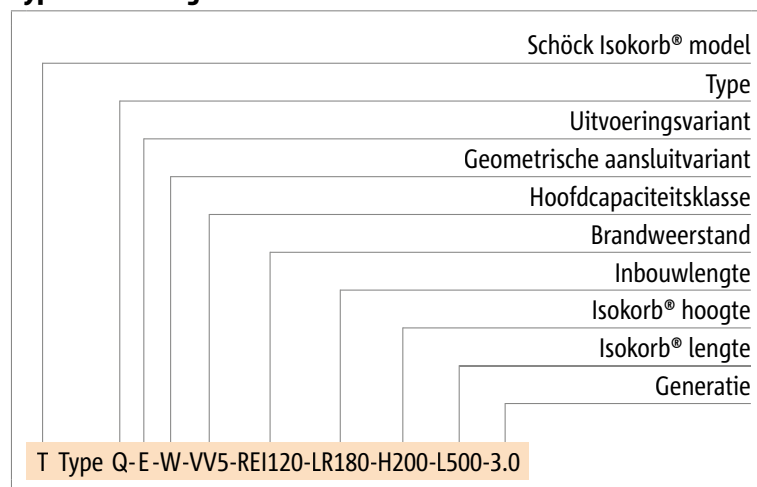 Schöck Isokorb® model
Type
Uitvoeringsvariant
Geometrische aansluitvariant
Hoofdcapaciteitsklasse
Brandweerstand
Inbouwlengte
Isokorb® hoogte
Isokorb® lengte
Generatie
T Type Q-E-W-VV5-REI120-LR180-H200-L500-3.0